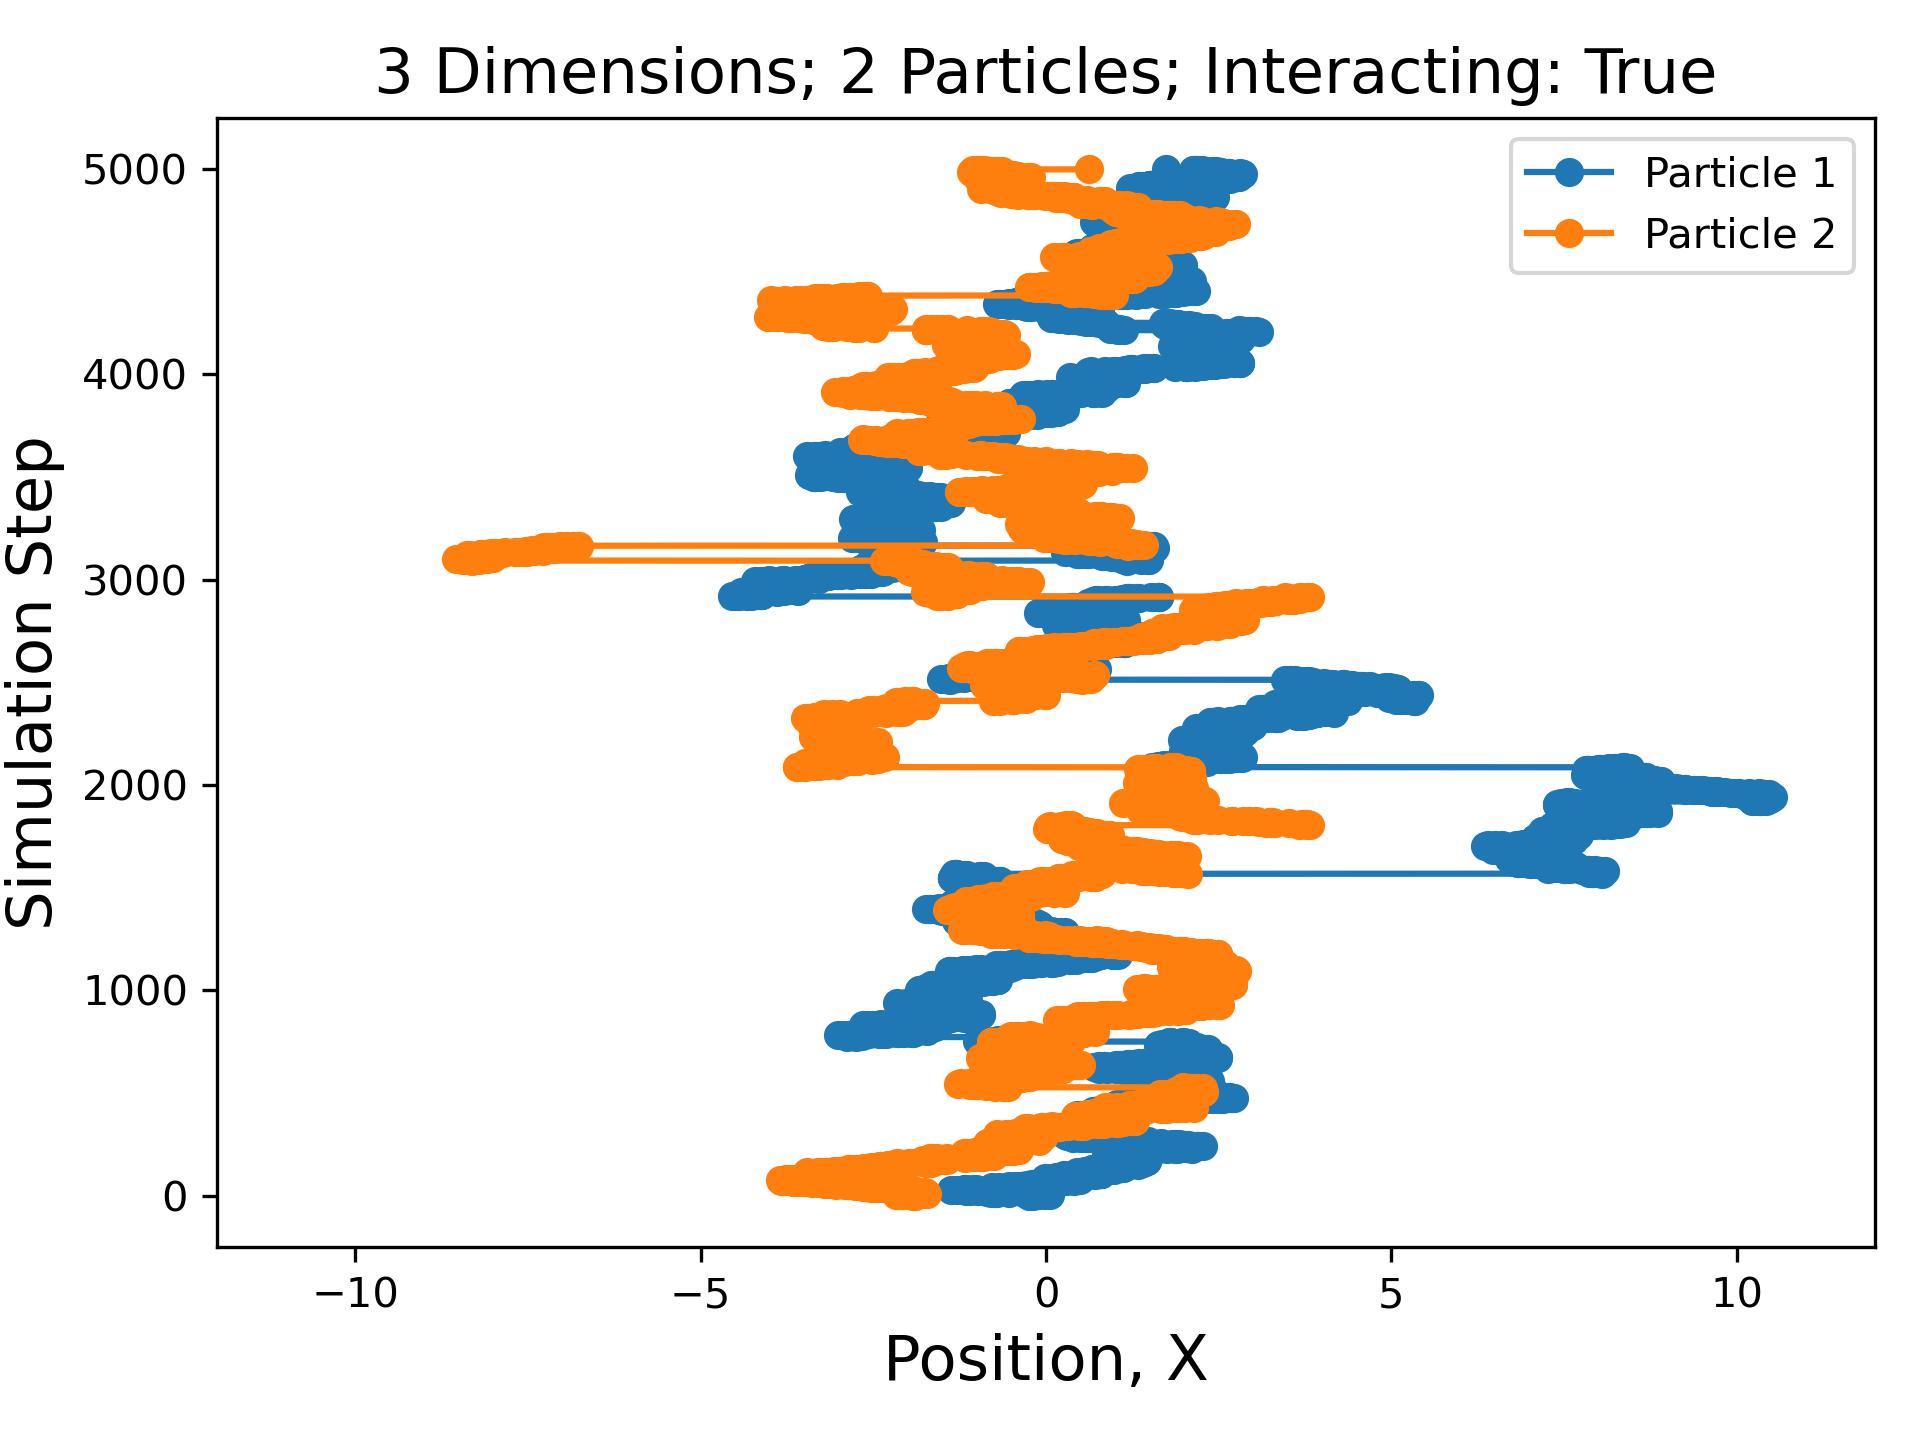 3 Dimensions; 2 Particles; Interacting: True
Particle 1
Particle 2
Simulation Step
5000
4000
3000
2000
1000
0
−10
−5
0
5
10
Position, X